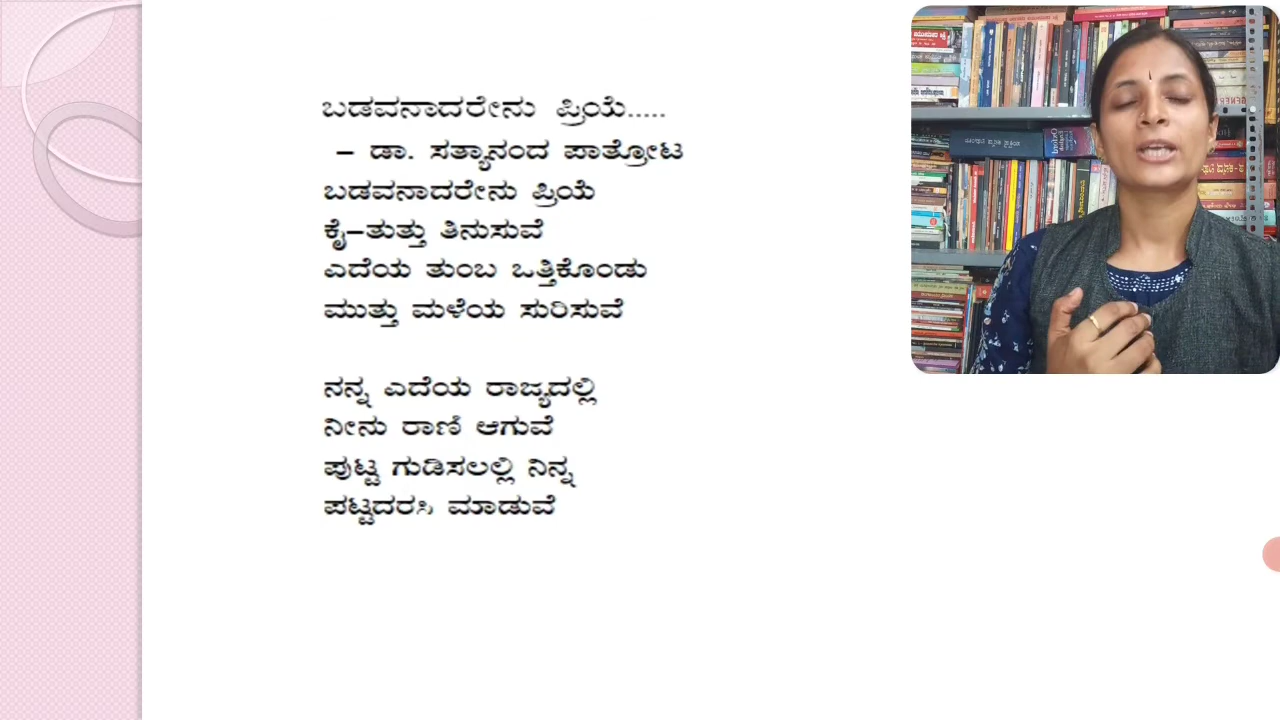 ಬಡವನಾದರೇನು ಪ್ರಿಯೆ.....
– ಡಾ. ಸತ್ಯಾನಂದ ಪಾತ್ರೋಟ
ಬಡವನಾದರೇನು ಪ್ರಿಯೆ
ಕೈ–ತುತ್ತು ತಿನುಸುವೆ
ಎದೆಯ ತುಂಬ ಒತ್ತಿಕೊಂಡು
ಮುತ್ತು ಮಳೆಯ ಸುರಿಸುವೆ
ನನ್ನ ಎದೆಯ ರಾಜ್ಯದಲ್ಲಿ
ನೀನು ರಾಣಿ ಆಗುವೆ
ಪುಟ್ಟ ಗುಡಿಸಲಲ್ಲಿ ನಿನ್ನ
ಪಟ್ಟದರಸಿ ಮಾಡುವೆ